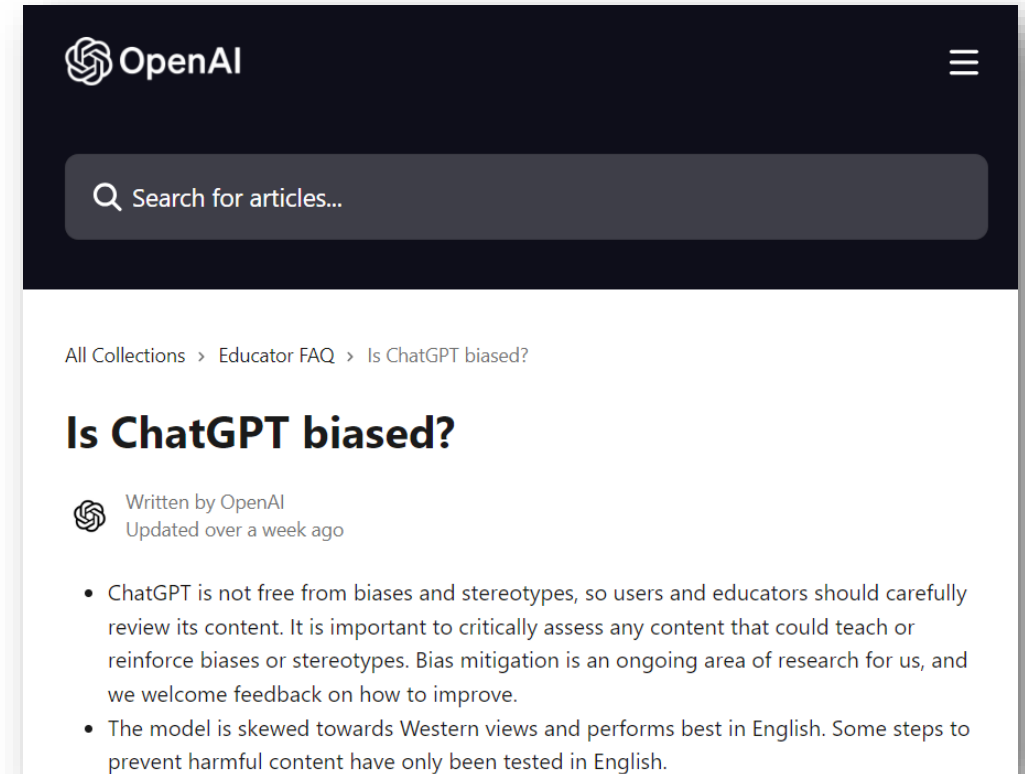 OpenAI
Search for articles...
All Collections > Educator FAQ > Is ChatGPT biased?
Is ChatGPT biased?
Written by OpenAI
Updated over a week ago
• ChatGPT is not free from biases and stereotypes, so users and educators should carefully
review its content. It is important to critically assess any content that could teach or
reinforce biases or stereotypes. Bias mitigation is an ongoing area of research for us, and
we welcome feedback on how to improve.
• The model is skewed towards Western views and performs best in English. Some steps to
prevent harmful content have only been tested in English.